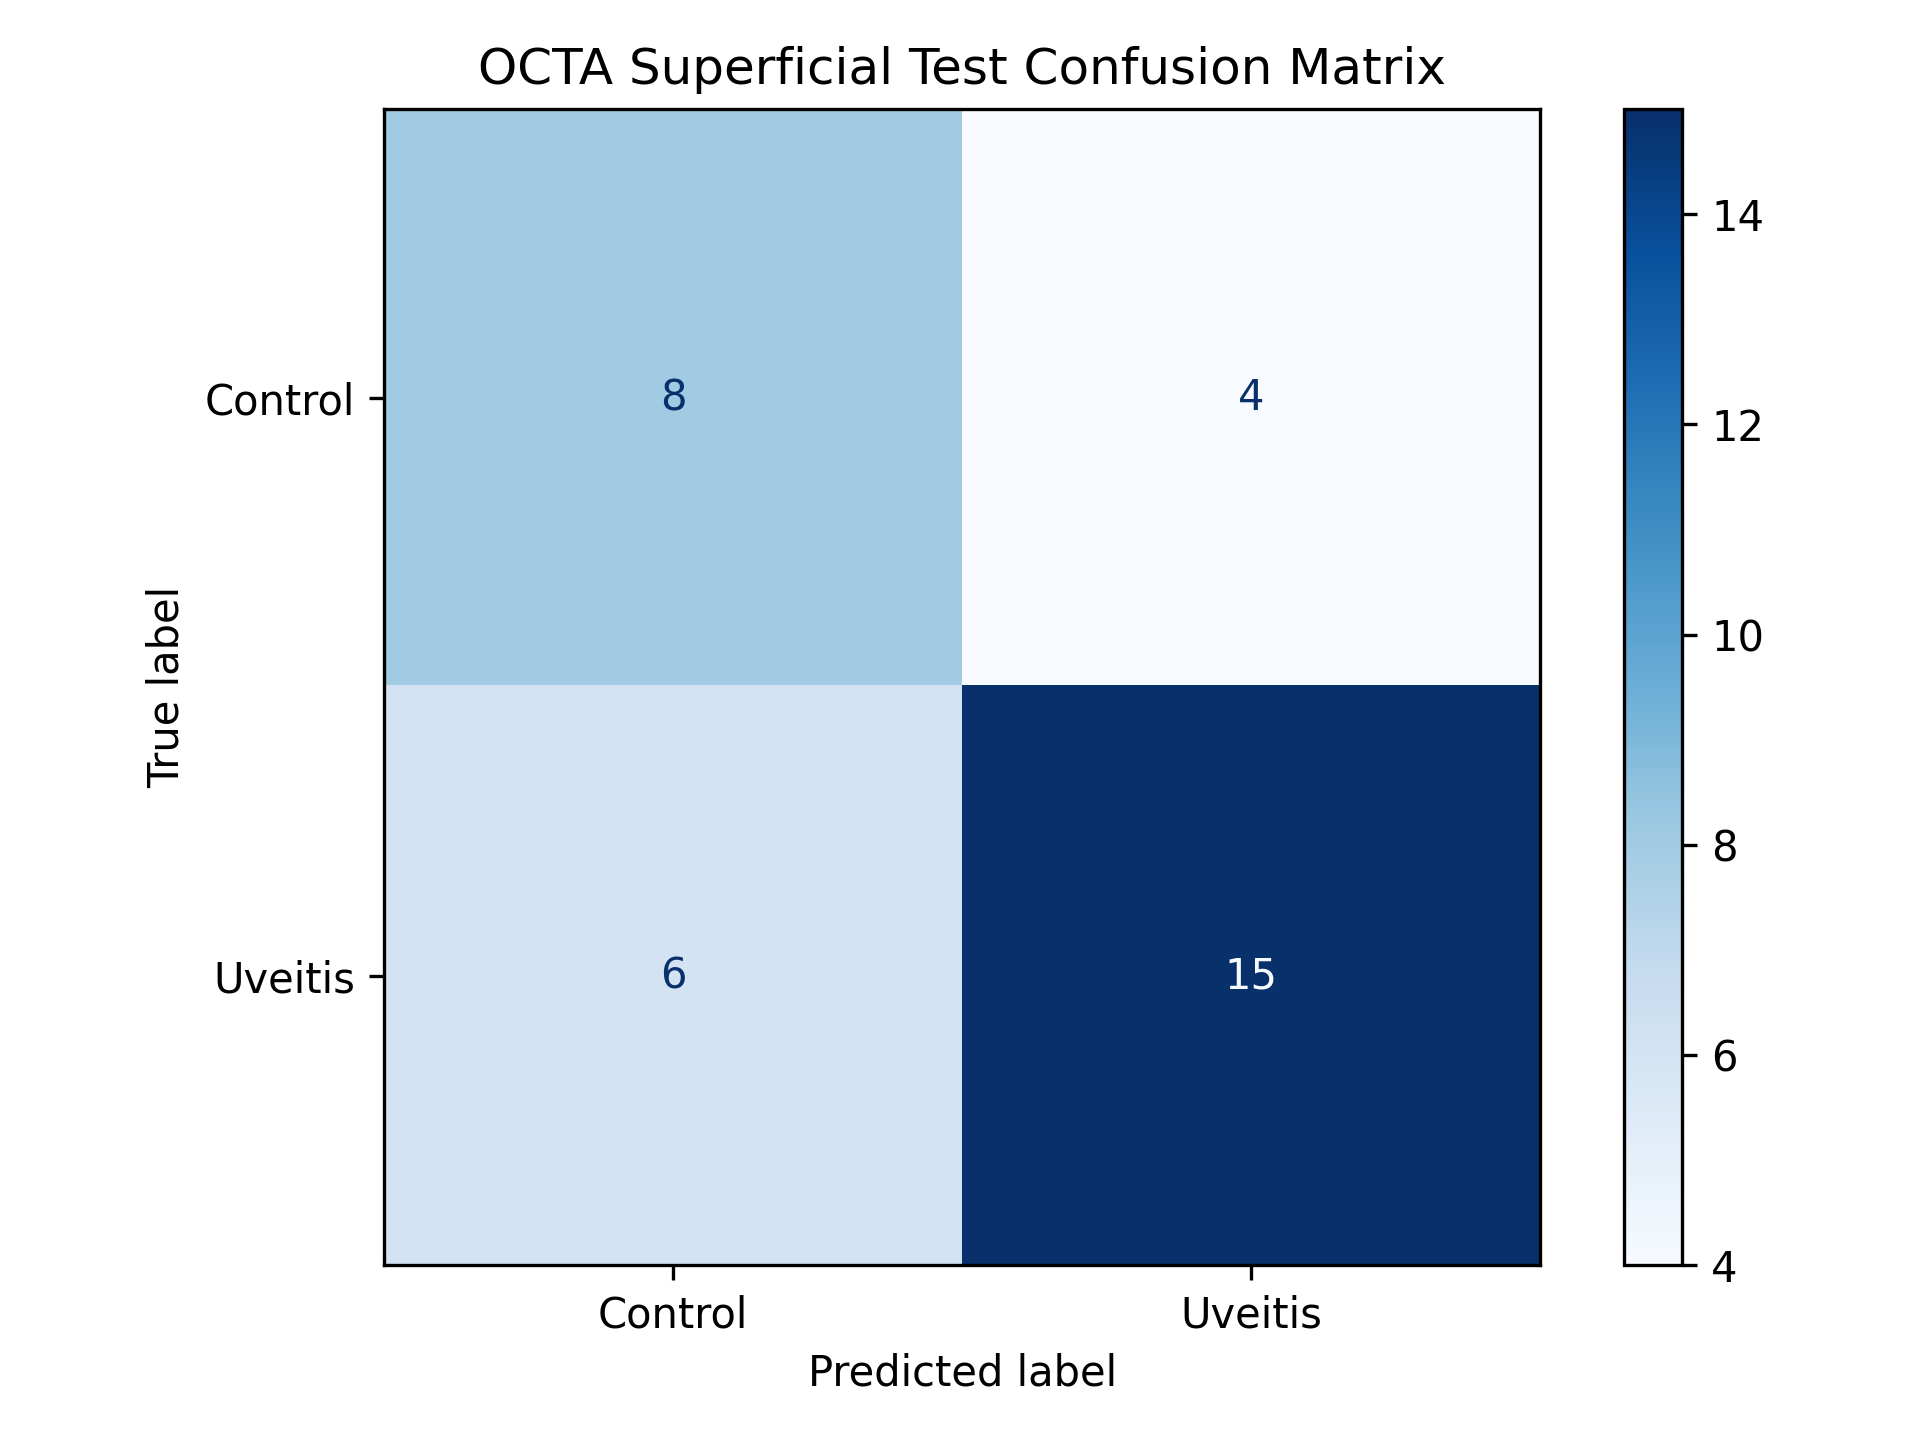 OCTA Superficial Test Confusion Matrix
True label
Control
8
4
Uveitis
6
15
Control
Uveitis
Predicted label
14
12
10
8
6
4